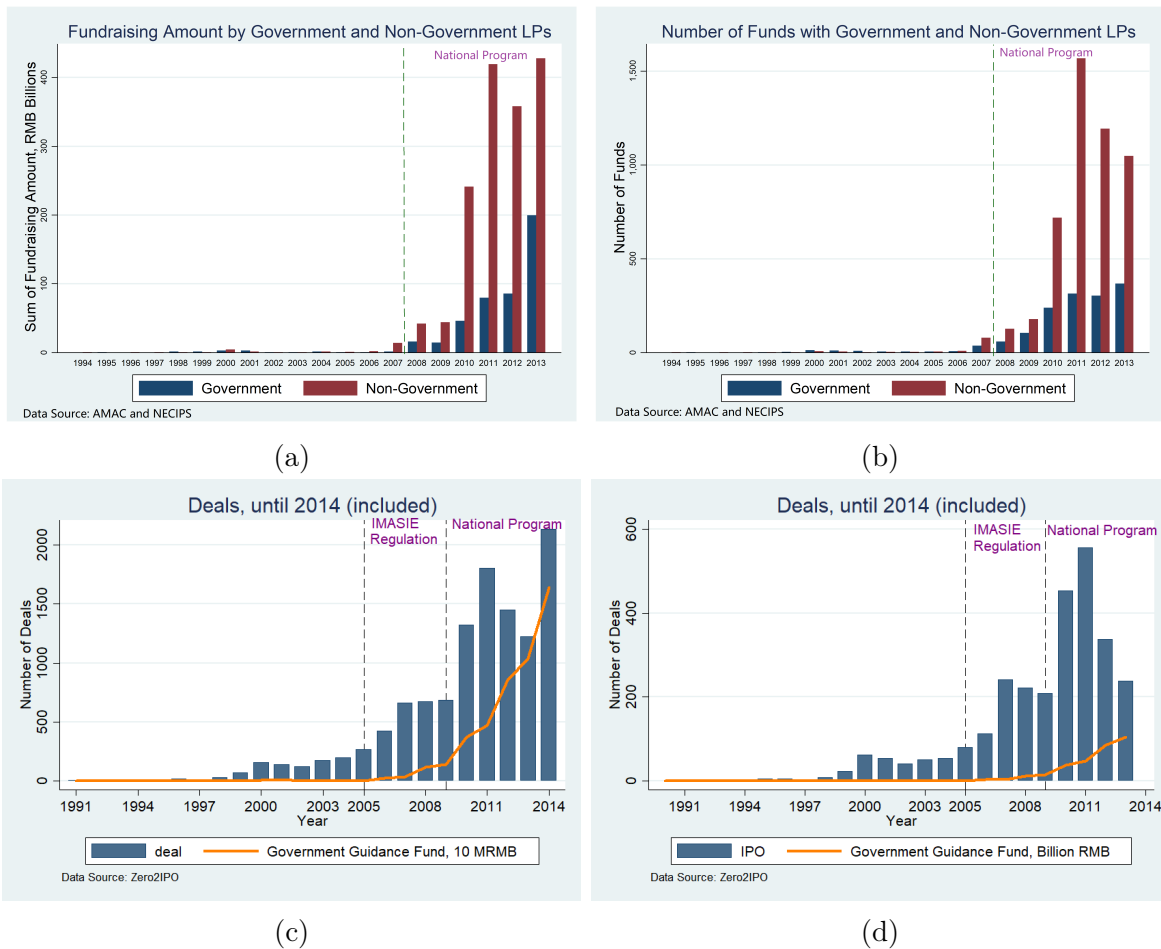 Fundraising Amount by Government and Non-Government LPs
National Program
Sum of Fundraising Amount, RMB Billions
400
300
200
100
0
1994 1995 1996 1997 1998 1999 2000 2001 2002 2003 2004 2005 2006 2007 2008 2009 2010 2011 2012 2013
Government Non-Government
Data Source: AMAC and NECIPS
(a)
Number of Funds with Government and Non-Government LPs
National Program
Number of Funds
1,500
1,000
500
0
1994 1995 1996 1997 1998 1999 2000 2001 2002 2003 2004 2005 2006 2007 2008 2009 2010 2011 2012 2013
Government Non-Government
Data Source: AMAC and NECIPS
(b)
Deals, until 2014 (included)
IMASIE
Regulation
National Program
Number of Deals
2000
1500
1000
500
0
1991 1994 1997 2000 2003 2005 2008 2011 2014
Year
deal Government Guidance Fund, 10 MRMB
Data Source: Zero2IPO
(c)
Deals, until 2014 (included)
IMASIE
Regulation
National Program
Number of Deals
600
400
200
0
1991 1994 1997 2000 2003 2005 2008 2011 2014
Year
IPO Government Guidance Fund, Billion RMB
Data Source: Zero2IPO
(d)